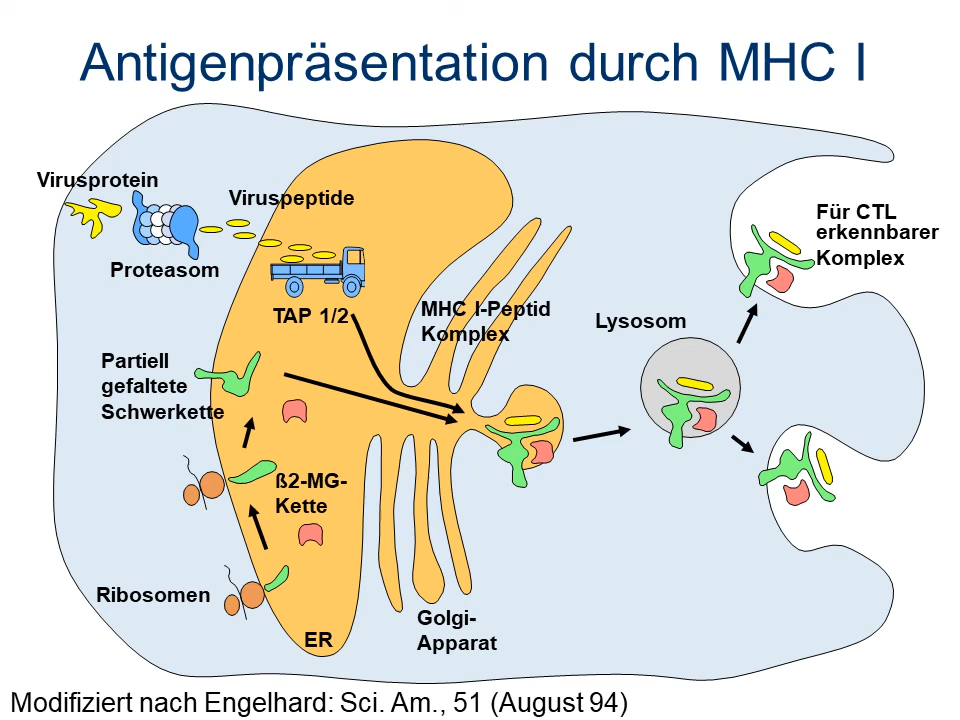 Antigenpräsentation durch MHC I
Virusprotein
Viruspeptide
Proteasom
TAP 1/2
MHC I-Peptid
Komplex
Lysosom
Für CTL
erkennbarer
Komplex
Partiell
gefaltete
Schwerkette
ß2-MG-
Kette
Ribosomen
ER
Golgi-
Apparat
Modifiziert nach Engelhard: Sci. Am., 51 (August 94)